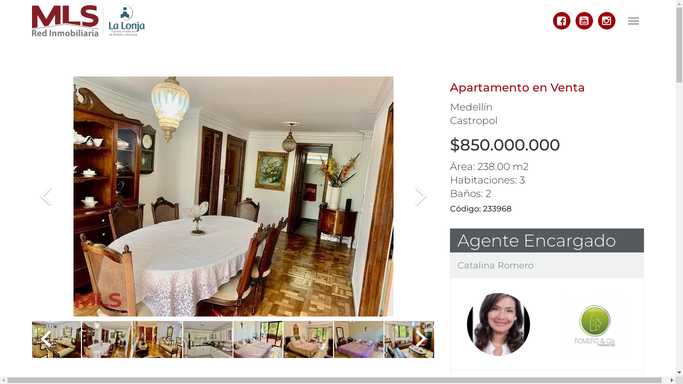 MLS
Red Inmobiliaria
La Lonja
Apartamento en Venta
Medellín
Castropol
$850.000.000
Área: 238.00 m2
Habitaciones: 3
Baños: 2
Código: 233968
Agente Encargado
Catalina Romero
MLS
ROMERO & Cía